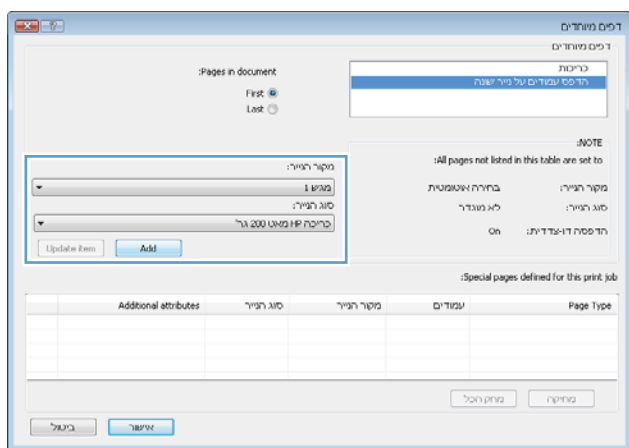 דפים מיוחדים
דפים מיוחדים
כריכות
הדפס עמודים על נייר שונה
Pages in document:
First
Last
NOTE:
All pages not listed in this table are set to:
מקור הנייר: בחירה אוטומטית
סוג הנייר: לא מוגדר
הדפסה דו-צדדית: On
מקור הנייר:
מגש 1
סוג הנייר:
כריכה HP מאט 200 גר'
Add Update item
Special pages defined for this print job:
Page Type עמודים מקור הנייר סוג הנייר Additional attributes
מחיקה מחק הכל
אישור ביטול